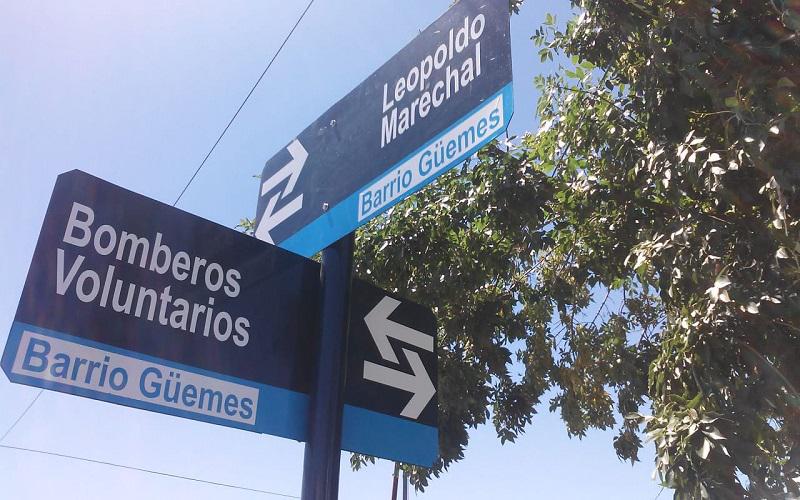 Leopoldo
Marechal
Barrio Güemes
Bomberos
Voluntarios
Barrio Güemes